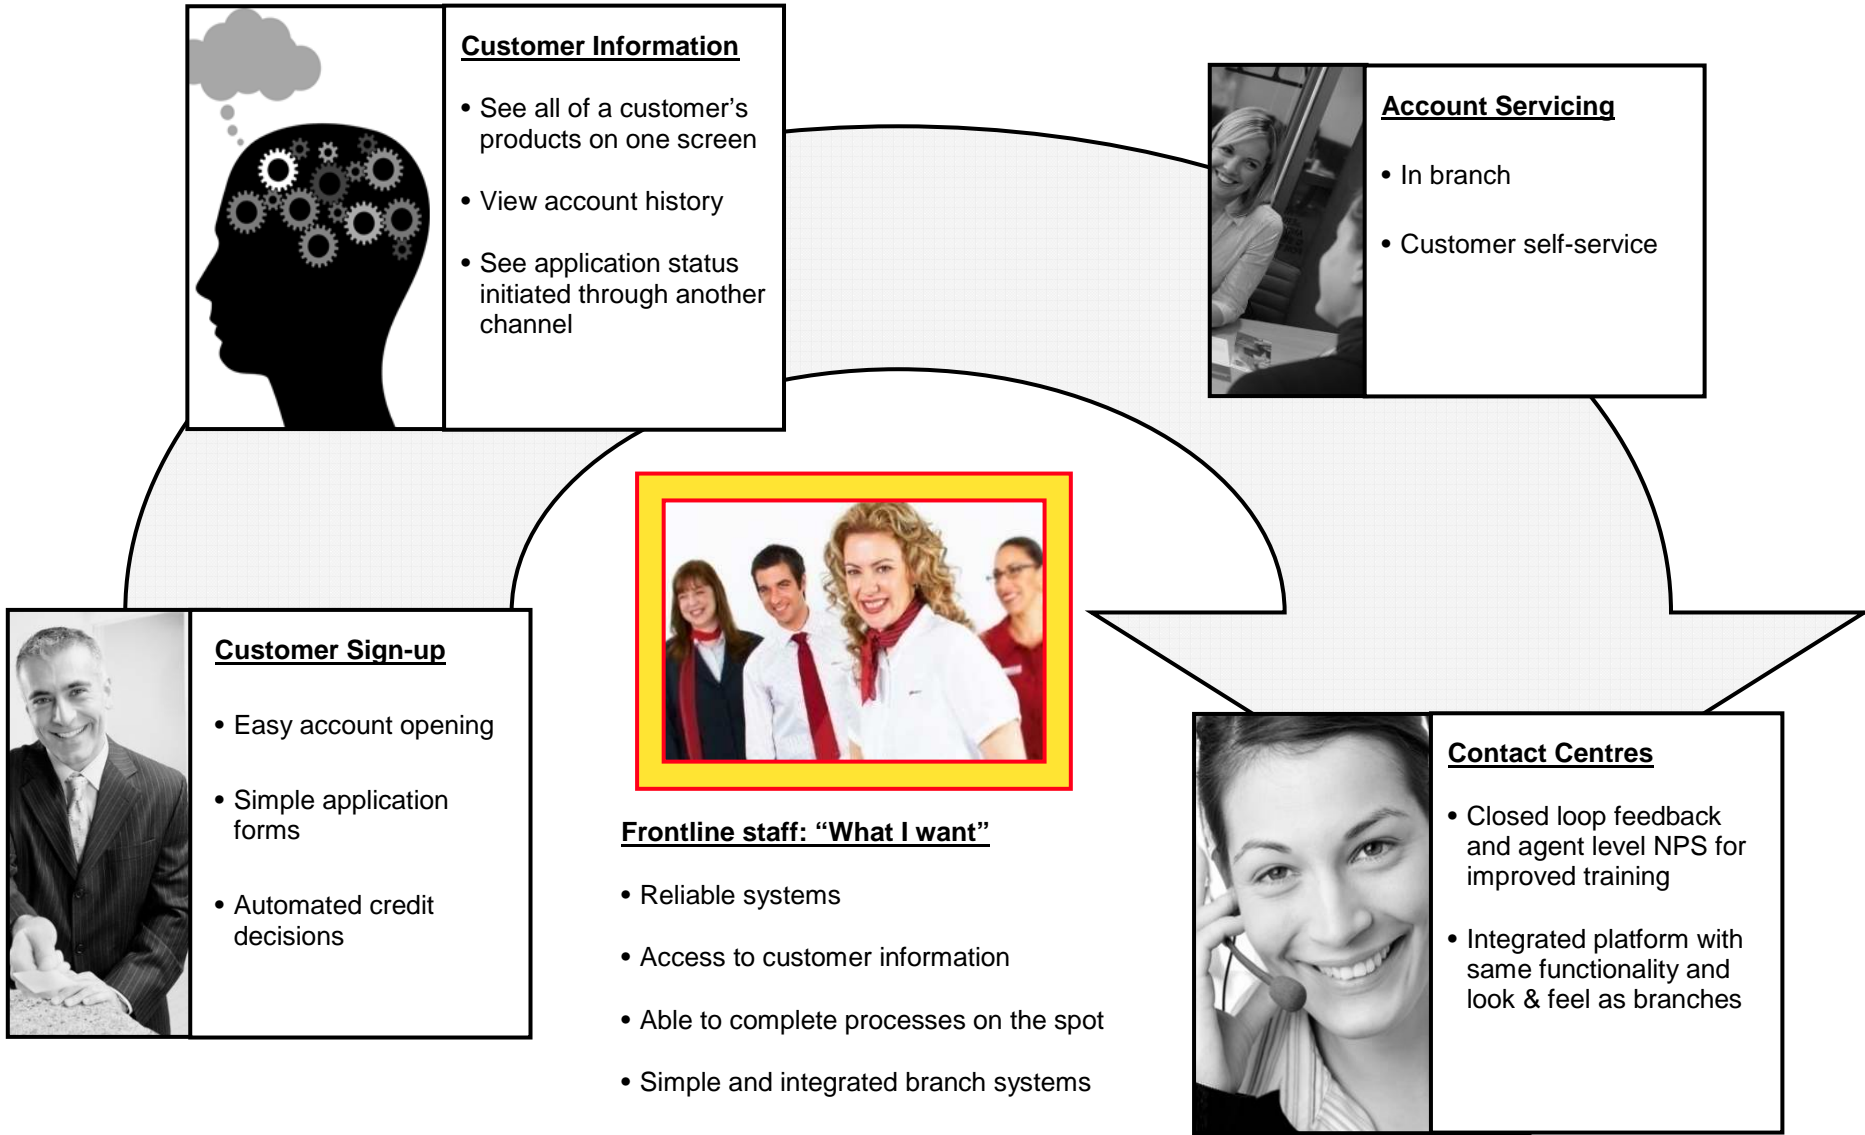 Customer Information
• See all of a customer’s
products on one screen
• View account history
• See application status
initiated through another
channel
Account Servicing
• In branch
• Customer self-service
Customer Sign-up
• Easy account opening
• Simple application
forms
• Automated credit
decisions
Frontline staff: “What I want”
• Reliable systems
• Access to customer information
• Able to complete processes on the spot
• Simple and integrated branch systems
Contact Centres
• Closed loop feedback
and agent level NPS for
improved training
• Integrated platform with
same functionality and
look & feel as branches